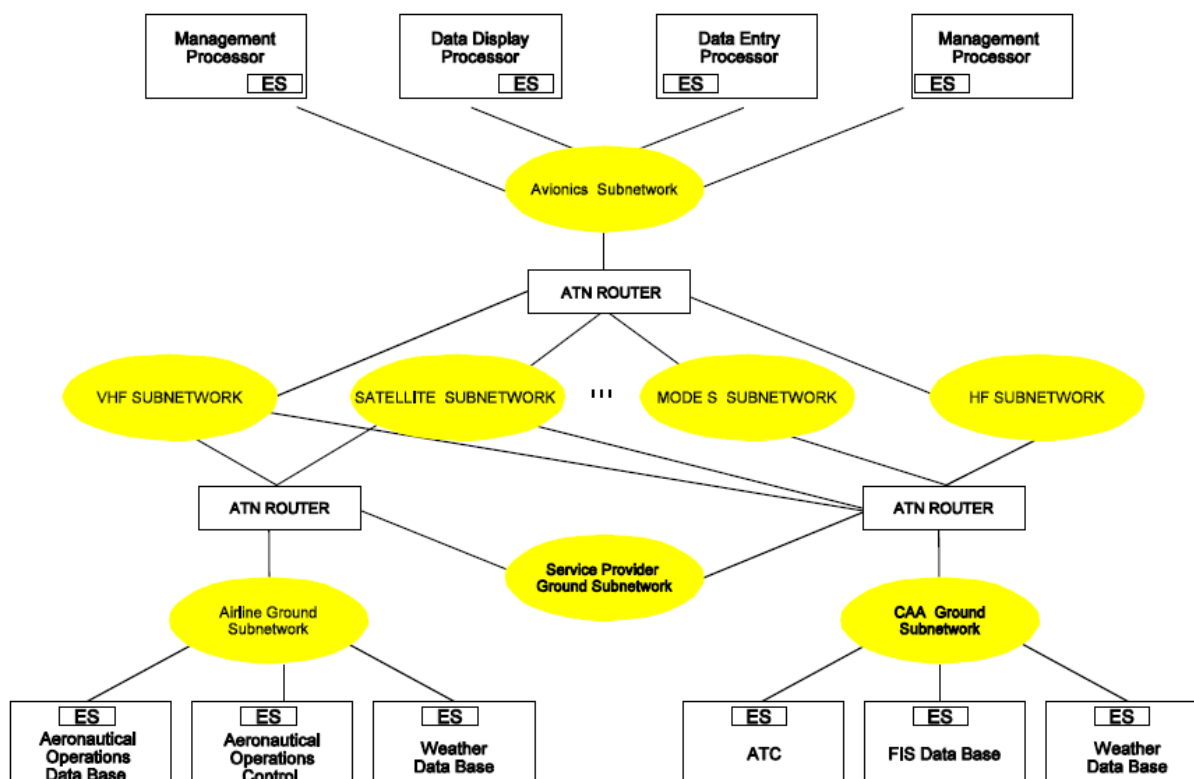 Management
Processor
ES
Data Display
Processor
ES
Data Entry
Processor
ES
Management
Processor
ES
Avionics Subnetwork
ATN ROUTER
VHF SUBNETWORK
SATELLITE SUBNETWORK
...
MODE S SUBNETWORK
HF SUBNETWORK
ATN ROUTER
ATN ROUTER
Service Provider
Ground Subnetwork
Airline Ground
Subnetwork
CAA Ground
Subnetwork
ES
Aeronautical
Operations
Data Base
ES
Aeronautical
Operations
Control
ES
Weather
Data Base
ES
ATC
ES
FIS Data Base
ES
Weather
Data Base